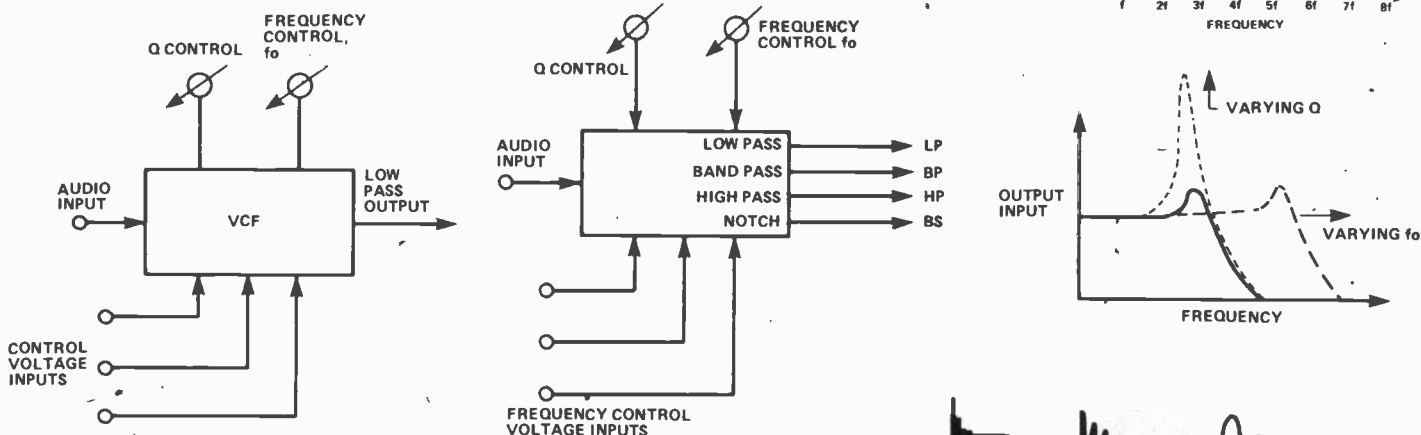 FREQUENCY
CONTROL,
fo
Q CONTROL
AUDIO
INPUT
VCF
LOW
PASS
OUTPUT
CONTROL
VOLTAGE
INPUTS
FREQUENCY
CONTROL fo
Q CONTROL
AUDIO
INPUT
LOW PASS
BAND PASS
HIGH PASS
NOTCH
LP
BP
HP
BS
FREQUENCY CONTROL
VOLTAGE INPUTS
f 2f 3f 4f 5f 6f 7f 8f
FREQUENCY
VARYING Q
OUTPUT
INPUT
VARYING fo
FREQUENCY